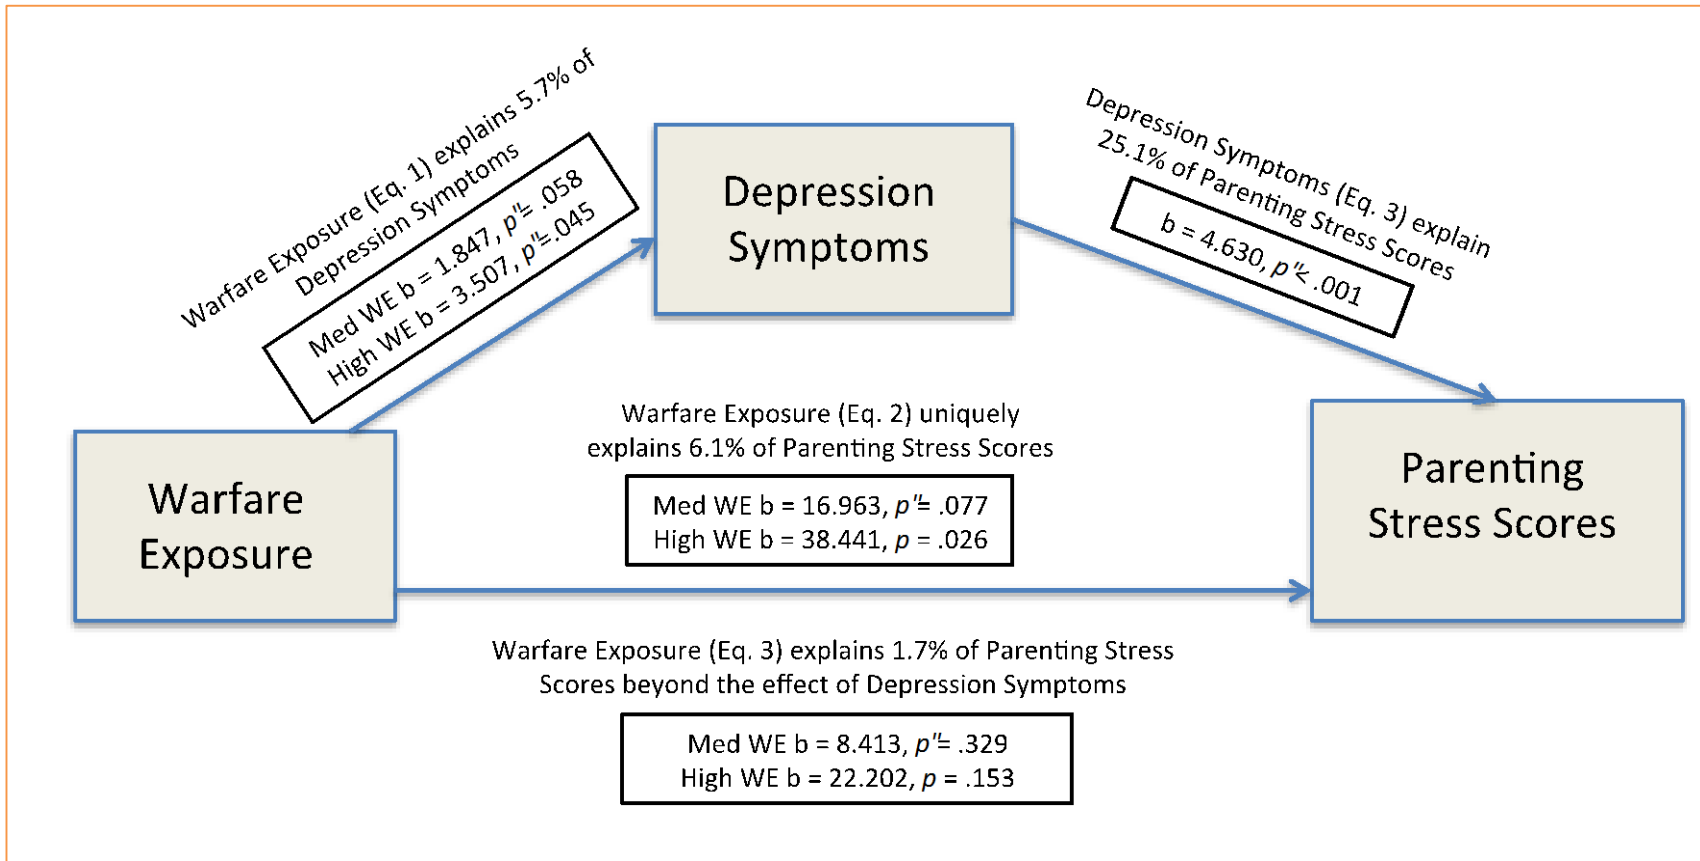 Warfare Exposure (Eq. 1) explains 5.7% of
Depression Symptoms
Med WE b = 1.847, p"= .058
High WE b = 3.507, p"=.045
Depression
Symptoms
Depression Symptoms (Eq. 3) explain
25.1% of Parenting Stress Scores
b = 4.630, p"< .001
Warfare Exposure (Eq. 2) uniquely
explains 6.1% of Parenting Stress Scores
Med WE b = 16.963, p"= .077
High WE b = 38.441, p = .026
Warfare
Exposure
Parenting
Stress Scores
Warfare Exposure (Eq. 3) explains 1.7% of Parenting Stress
Scores beyond the effect of Depression Symptoms
Med WE b = 8.413, p"= .329
High WE b = 22.202, p = .153